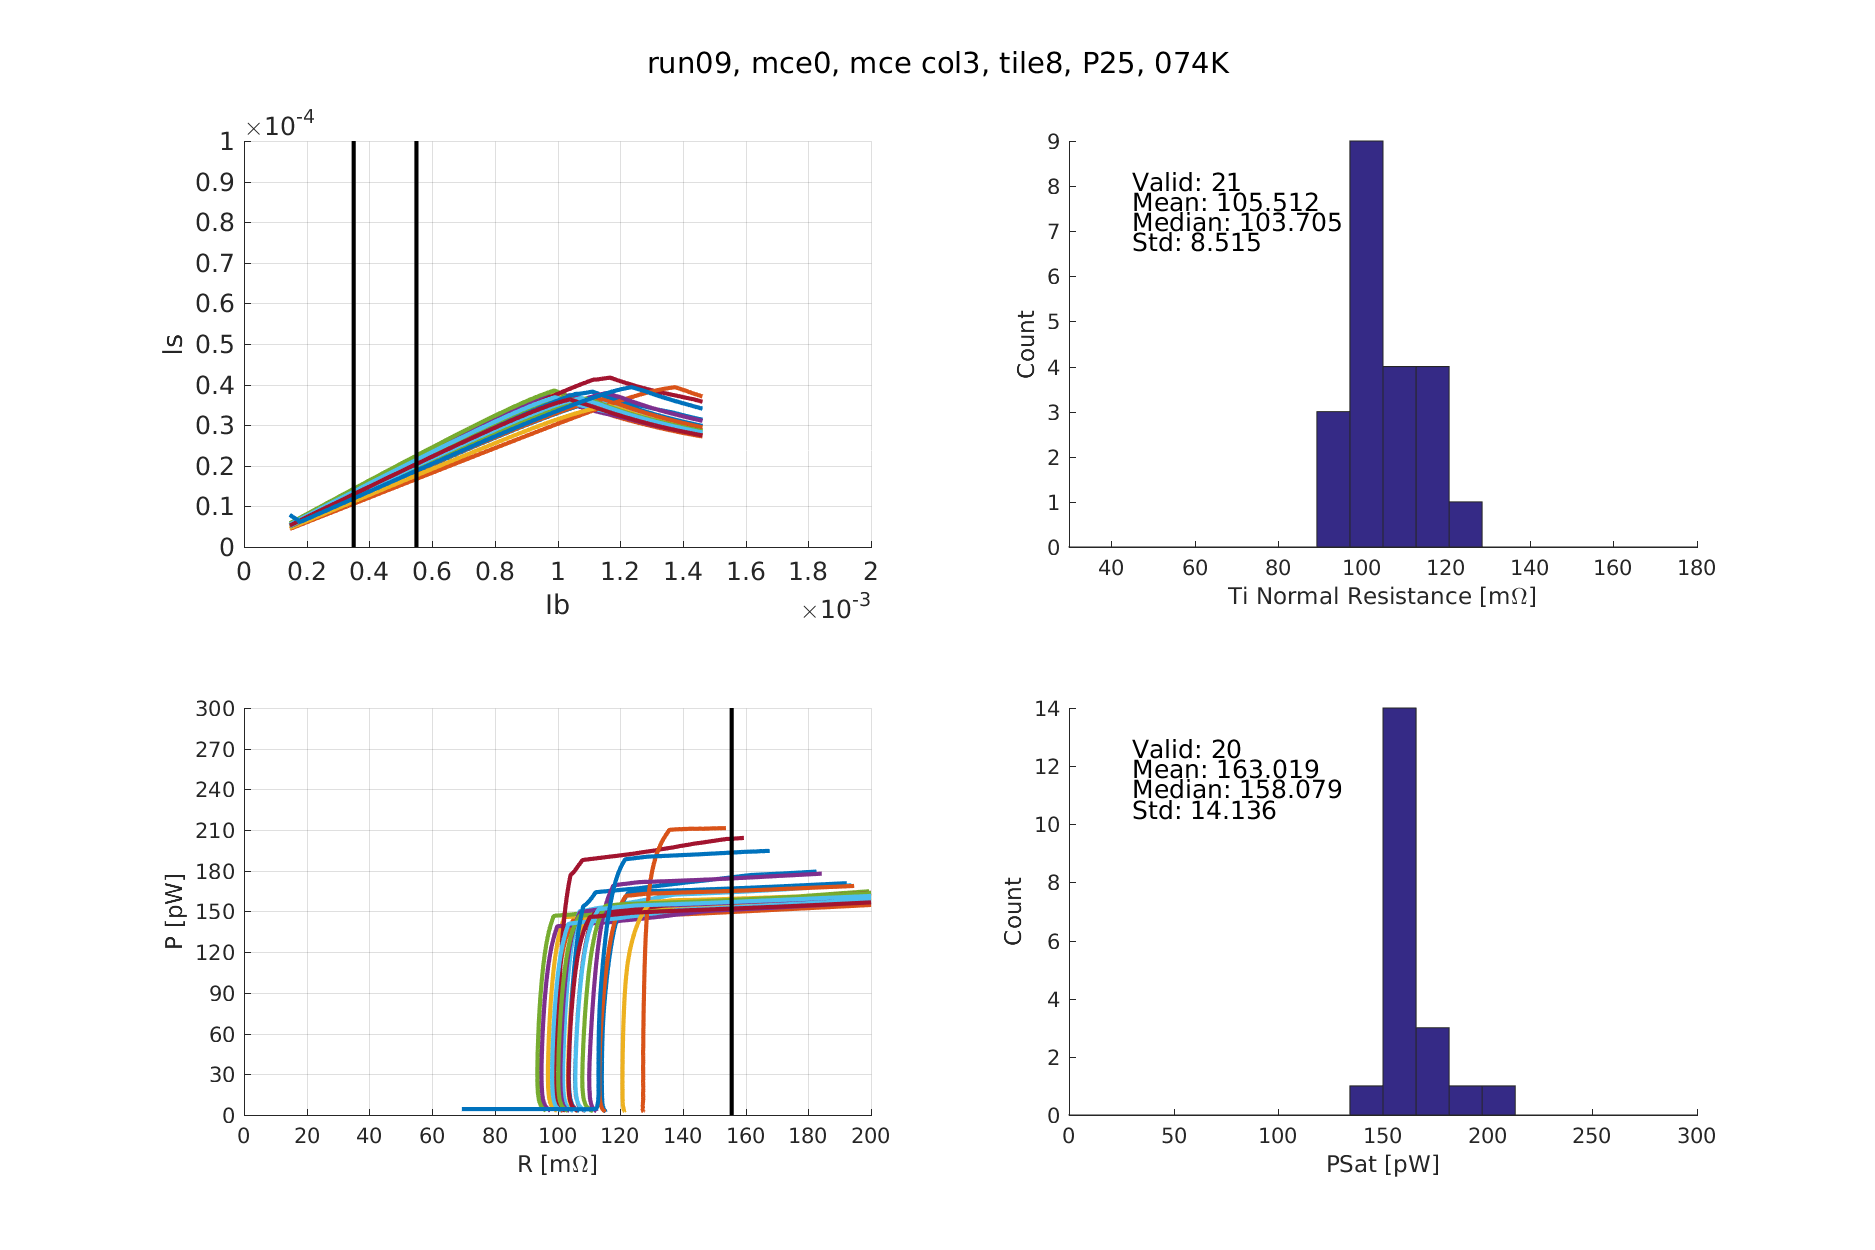 run09, mce0, mce col3, tile8, P25, 074K
×10-4
1
0.9
0.8
0.7
0.6
0.5
0.4
0.3
0.2
0.1
0
Is
0 0.2 0.4 0.6 0.8 1 1.2 1.4 1.6 1.8 2
Ib
×10-3
9
8
7
6
5
4
3
2
1
0
Count
Valid: 21
Mean: 105.512
Median: 103.705
Std: 8.515
40 60 80 100 120 140 160 180
Ti Normal Resistance [mΩ]
300
270
240
210
180
150
120
90
60
30
0
P [pW]
0 20 40 60 80 100 120 140 160 180 200
R [mΩ]
14
12
10
8
6
4
2
0
Count
Valid: 20
Mean: 163.019
Median: 158.079
Std: 14.136
0 50 100 150 200 250 300
PSat [pW]